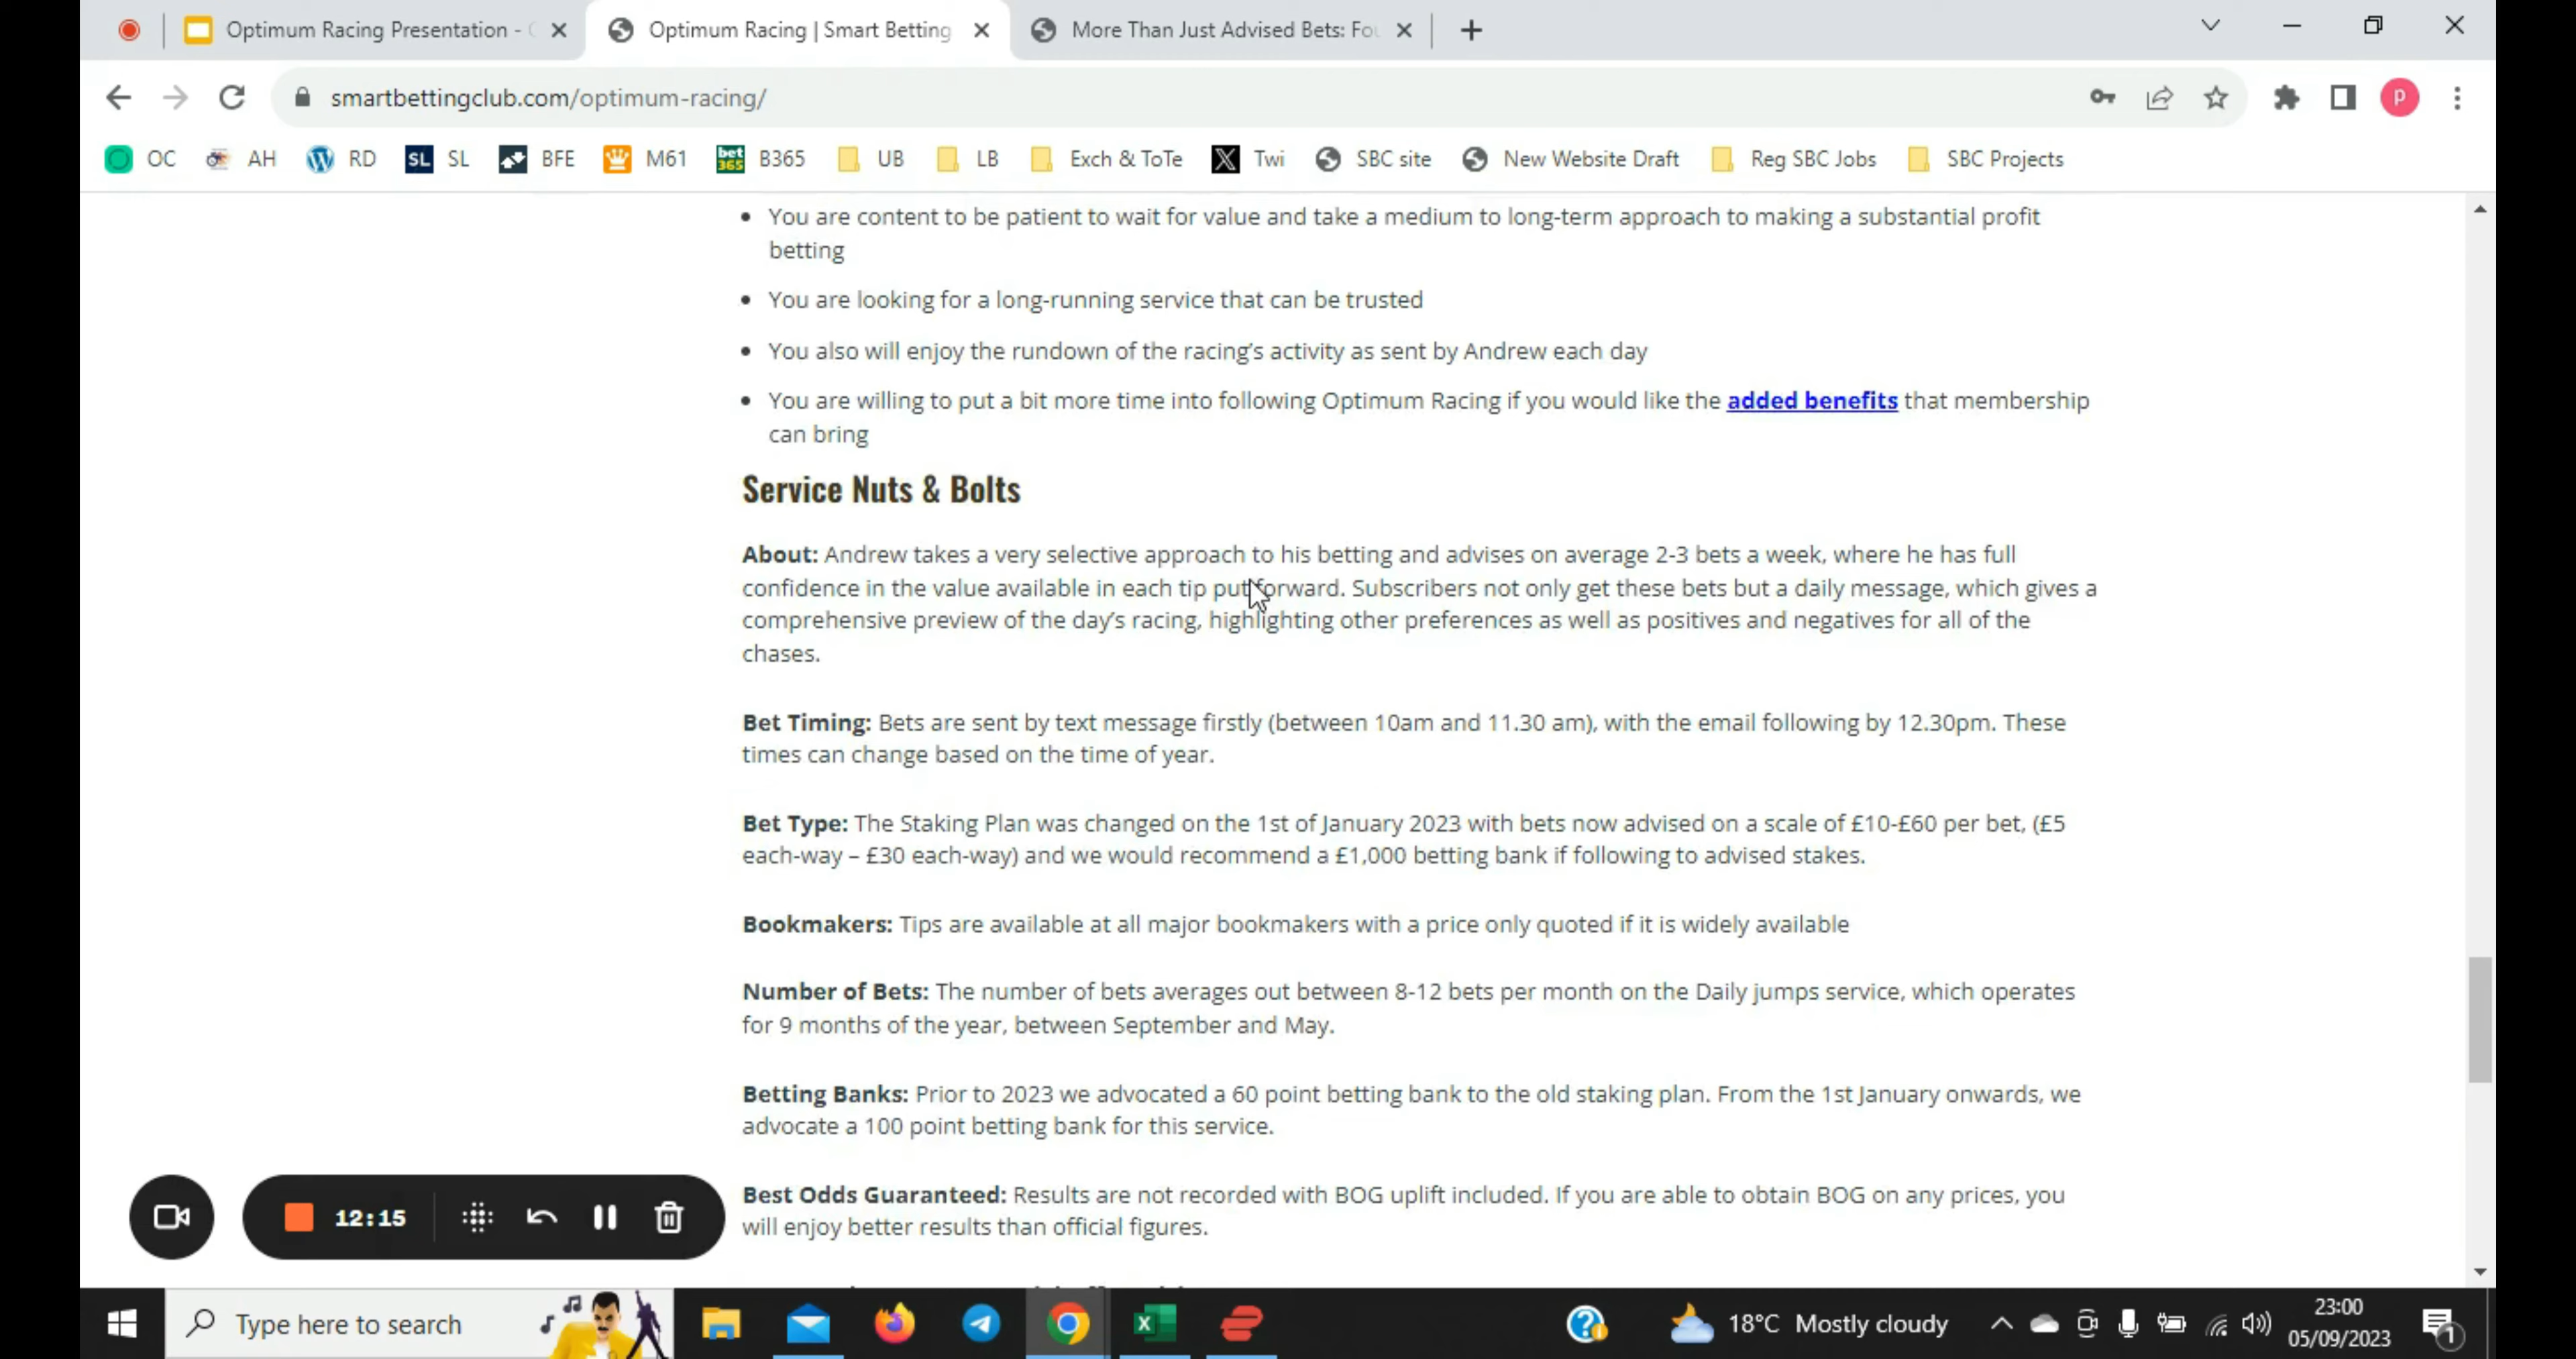 Optimum Racing Presentation -
Optimum Racing | Smart Betting
More Than Just Advised Bets: Fou
smartbettingclub.com/optimum-racing/
P
OC
AH
RD
SL SL
BFE
M61
bet365 B365
UB
LB
Exch & ToTe
Twi
SBC site
New Website Draft
Reg SBC Jobs
SBC Projects
• You are content to be patient to wait for value and take a medium to long-term approach to making a substantial profit
betting
• You are looking for a long-running service that can be trusted
• You also will enjoy the rundown of the racing's activity as sent by Andrew each day
• You are willing to put a bit more time into following Optimum Racing if you would like the added benefits that membership
can bring
Service Nuts & Bolts
About: Andrew takes a very selective approach to his betting and advises on average 2-3 bets a week, where he has full
confidence in the value available in each tip put forward. Subscribers not only get these bets but a daily message, which gives a
comprehensive preview of the day's racing, highlighting other preferences as well as positives and negatives for all of the
chases.
Bet Timing: Bets are sent by text message firstly (between 10am and 11.30 am), with the email following by 12.30pm. These
times can change based on the time of year.
Bet Type: The Staking Plan was changed on the 1st of January 2023 with bets now advised on a scale of £10-£60 per bet, (£5
each-way – £30 each-way) and we would recommend a £1,000 betting bank if following to advised stakes.
Bookmakers: Tips are available at all major bookmakers with a price only quoted if it is widely available
Number of Bets: The number of bets averages out between 8-12 bets per month on the Daily jumps service, which operates
for 9 months of the year, between September and May.
Betting Banks: Prior to 2023 we advocated a 60 point betting bank to the old staking plan. From the 1st January onwards, we
advocate a 100 point betting bank for this service.
Best Odds Guaranteed: Results are not recorded with BOG uplift included. If you are able to obtain BOG on any prices, you
will enjoy better results than official figures.
12:15
Type here to search
18°C Mostly cloudy
23:00
05/09/2023
1